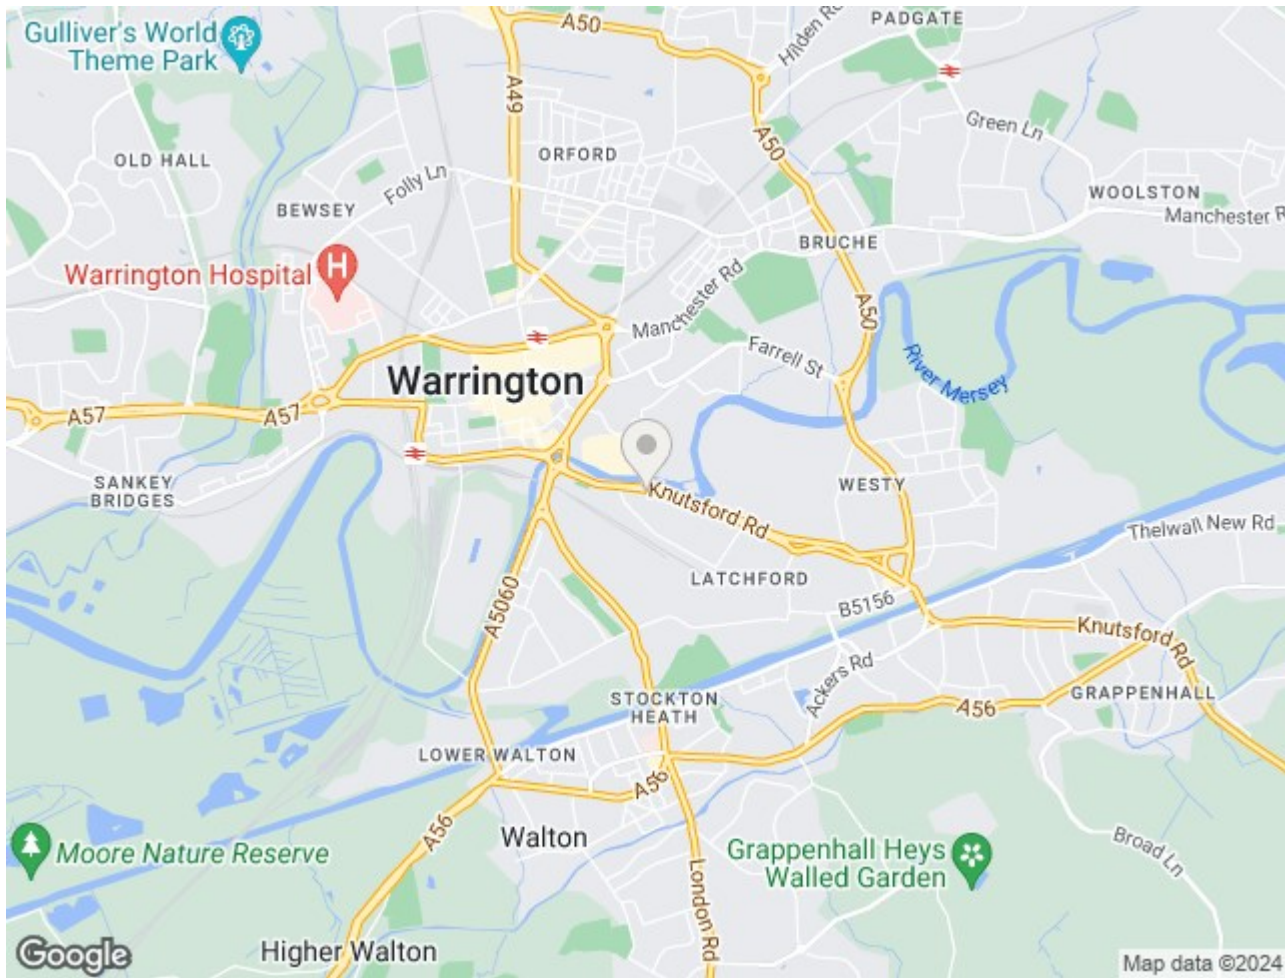 A50
PADGATE
Hilden Rd
Gulliver's World
Theme Park
A49
Green Ln
A50
ORFORD
OLD HALL
Folly Ln
WOOLSTON
BEWSEY
Manchester R
BRUCHE
Warrington Hospital
H
Manchester Rd
A50
Farrell St
River Mersey
Warrington
A57
A57
SANKEY
BRIDGES
WESTY
Knutsford Rd
Thelwall New Rd
LATCHFORD
B5156
A5060
Knutsford Rd
Ackers Rd
STOCKTON
HEATH
GRAPPENHALL
A56
LOWER WALTON
A56
A56
Walton
Broad Ln
Moore Nature Reserve
Grappenhall Heys
Walled Garden
London Rd
Higher Walton
Google
Map data ©2024